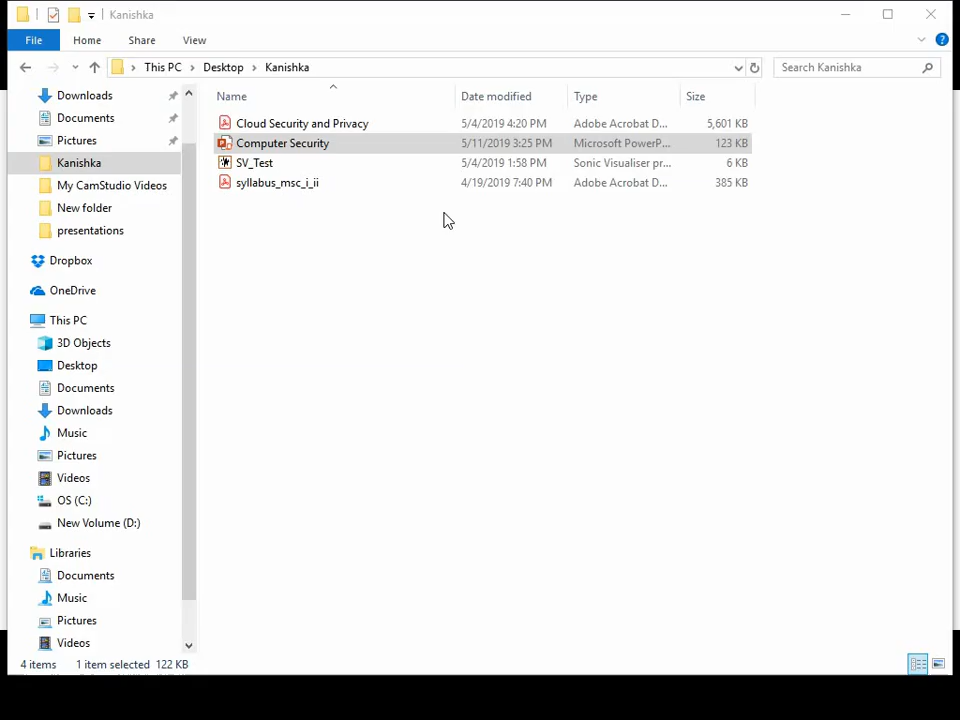 Kanishka
File Home Share View
This PC Desktop Kanishka Search Kanishka
Name Date modified Type Size
Downloads
Documents
Pictures
Kanishka
My CamStudio Videos
New folder
presentations
Dropbox
OneDrive
This PC
3D Objects
Desktop
Documents
Downloads
Music
Pictures
Videos
OS (C:)
New Volume (D:)
Libraries
Documents
Music
Pictures
Videos
Cloud Security and Privacy 5/4/2019 4:20 PM Adobe Acrobat D... 5,601 KB
Computer Security 5/11/2019 3:25 PM Microsoft PowerP... 123 KB
SV_Test 5/4/2019 1:58 PM Sonic Visualiser pr... 6 KB
syllabus_msc_i_ii 4/19/2019 7:40 PM Adobe Acrobat D... 385 KB
4 items 1 item selected 122 KB